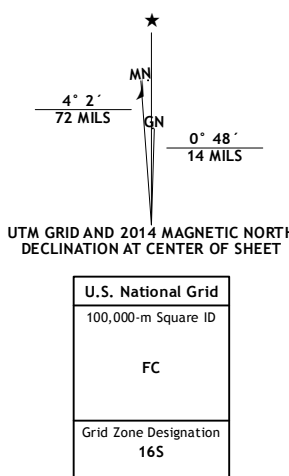 ★
MN
4° 2´
72 MILS
GN
0° 48´
14 MILS
UTM GRID AND 2014 MAGNETIC NORTH
DECLINATION AT CENTER OF SHEET
U.S. National Grid
100,000-m Square ID
FC
Grid Zone Designation
16S